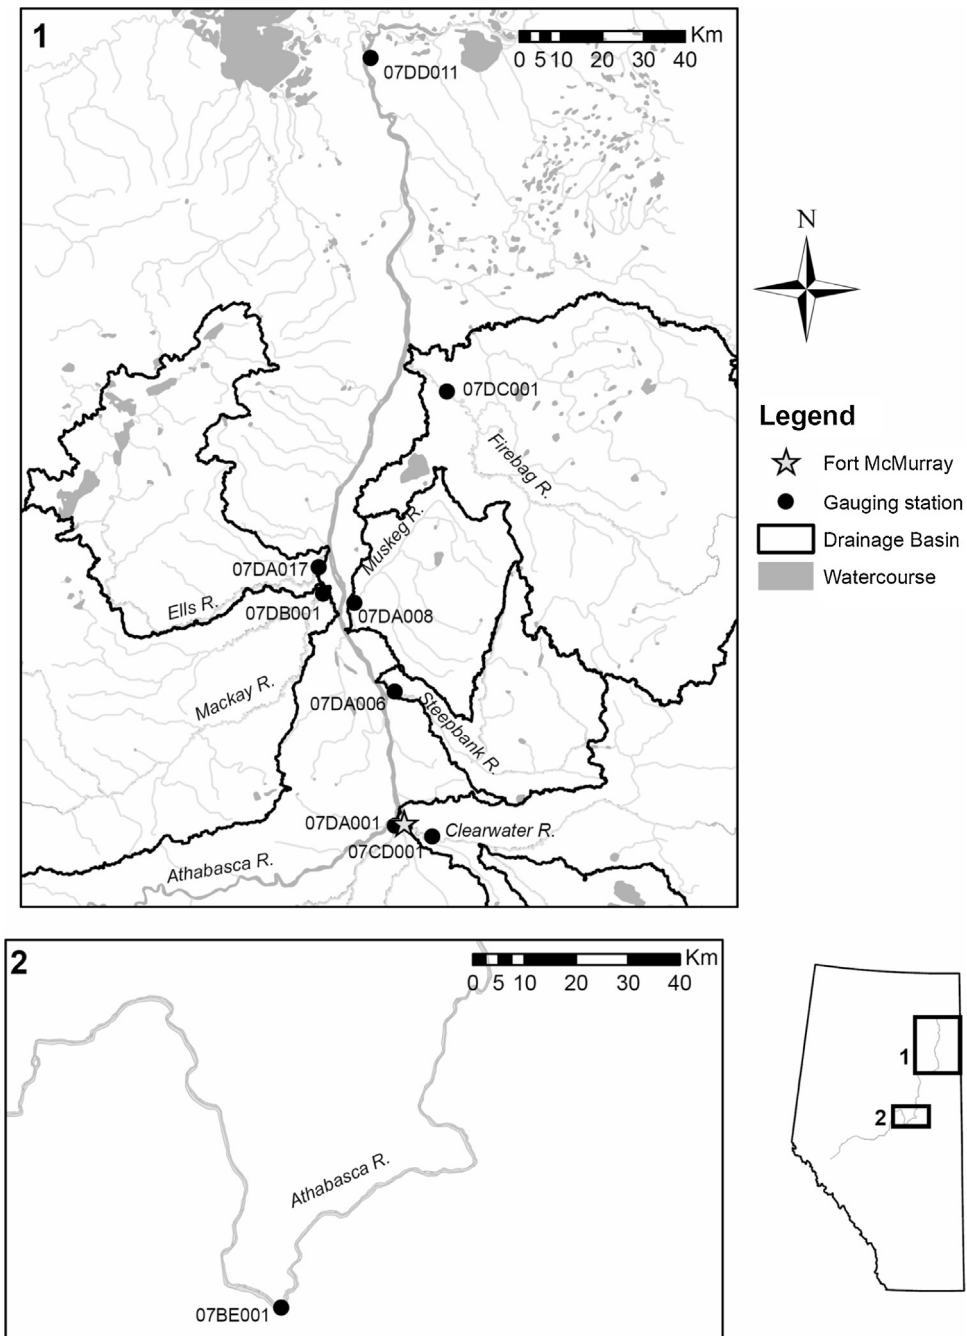 1
Km
0 5 10 20 30 40
07DD011
N
07DC001
Firebag R.
Legend
Fort McMurray
Gauging station
Drainage Basin
Watercourse
Muskeg R.
07DA017
Ells R.
07DB001
07DA008
Mackay R.
07DA006
Steepbank R.
07DA001
Clearwater R.
07CD001
Athabasca R.
2
Km
0 5 10 20 30 40
Athabasca R.
07BE001
1
2